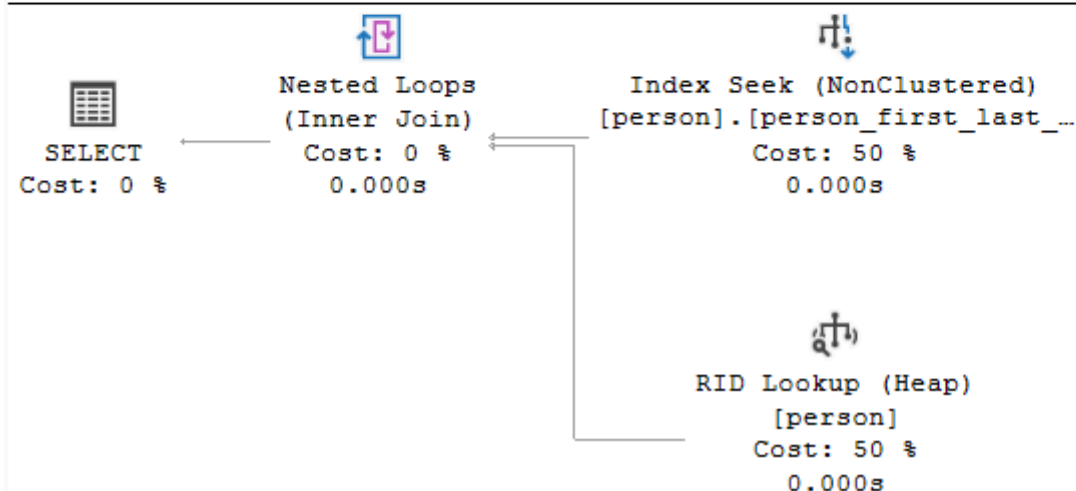 SELECT
Cost: 0 %
Nested Loops
(Inner Join)
Cost: 0 %
0.000s
Index Seek (NonClustered)
[person].[person_first_last_…
Cost: 50 %
0.000s
RID Lookup (Heap)
[person]
Cost: 50 %
0.000s